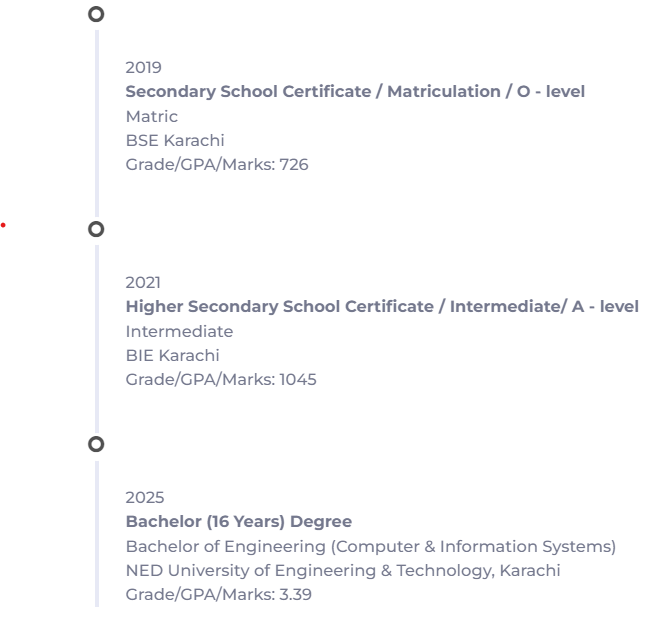 2019
Secondary School Certificate / Matriculation / O - level
Matric
BSE Karachi
Grade/GPA/Marks: 726
2021
Higher Secondary School Certificate / Intermediate/ A - level
Intermediate
BIE Karachi
Grade/GPA/Marks: 1045
2025
Bachelor (16 Years) Degree
Bachelor of Engineering (Computer & Information Systems)
NED University of Engineering & Technology, Karachi
Grade/GPA/Marks: 3.39